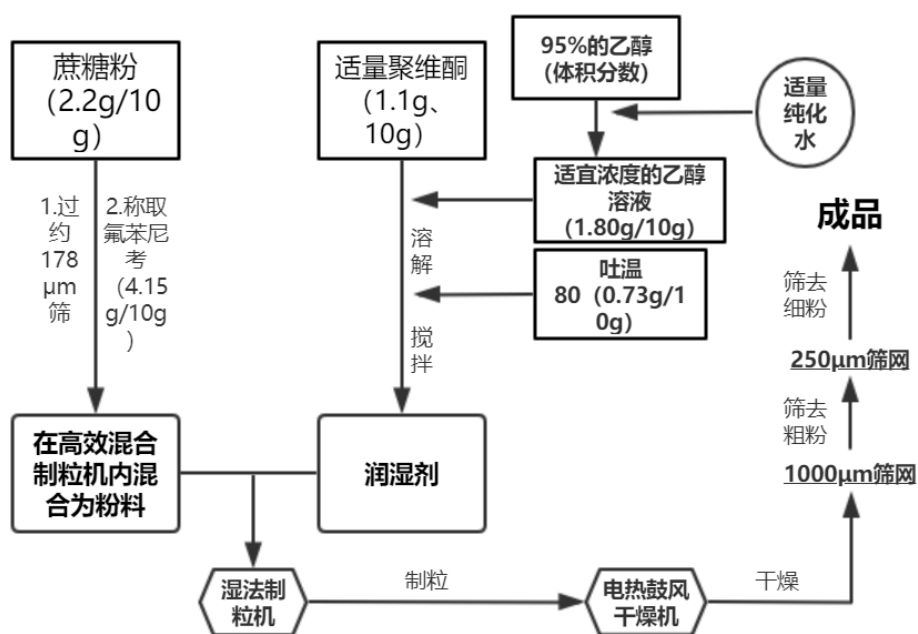 蔗糖粉
（2.2g/10
g）
适量聚维酮
（1.1g、
10g）
95%的乙醇
（体积分数）
适量
纯化
水
1.过
约
178
μm
筛
2.称取
氟苯尼
考
（4.15
g/10g
）
适宜浓度的乙醇
溶液
（1.80g/10g）
溶
解
吐温
80（0.73g/1
0g）
搅
拌
成品
筛去
细粉
250μm筛网
筛去
粗粉
1000μm筛网
在高效混合
制粒机内混
合为粉料
润湿剂
湿法制
粒机
制粒
电热鼓风
干燥机
干燥